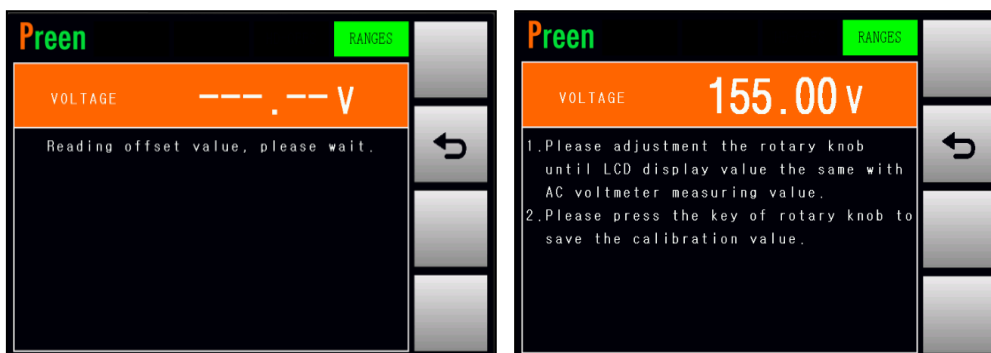 Preen
RANGES
VOLTAGE ---.-- V
Reading offset value, please wait.
Preen
RANGES
VOLTAGE 155.00 V
1.Please adjustment the rotary knob
until LCD display value the same with
AC voltmeter measuring value.
2.Please press the key of rotary knob to
save the calibration value.